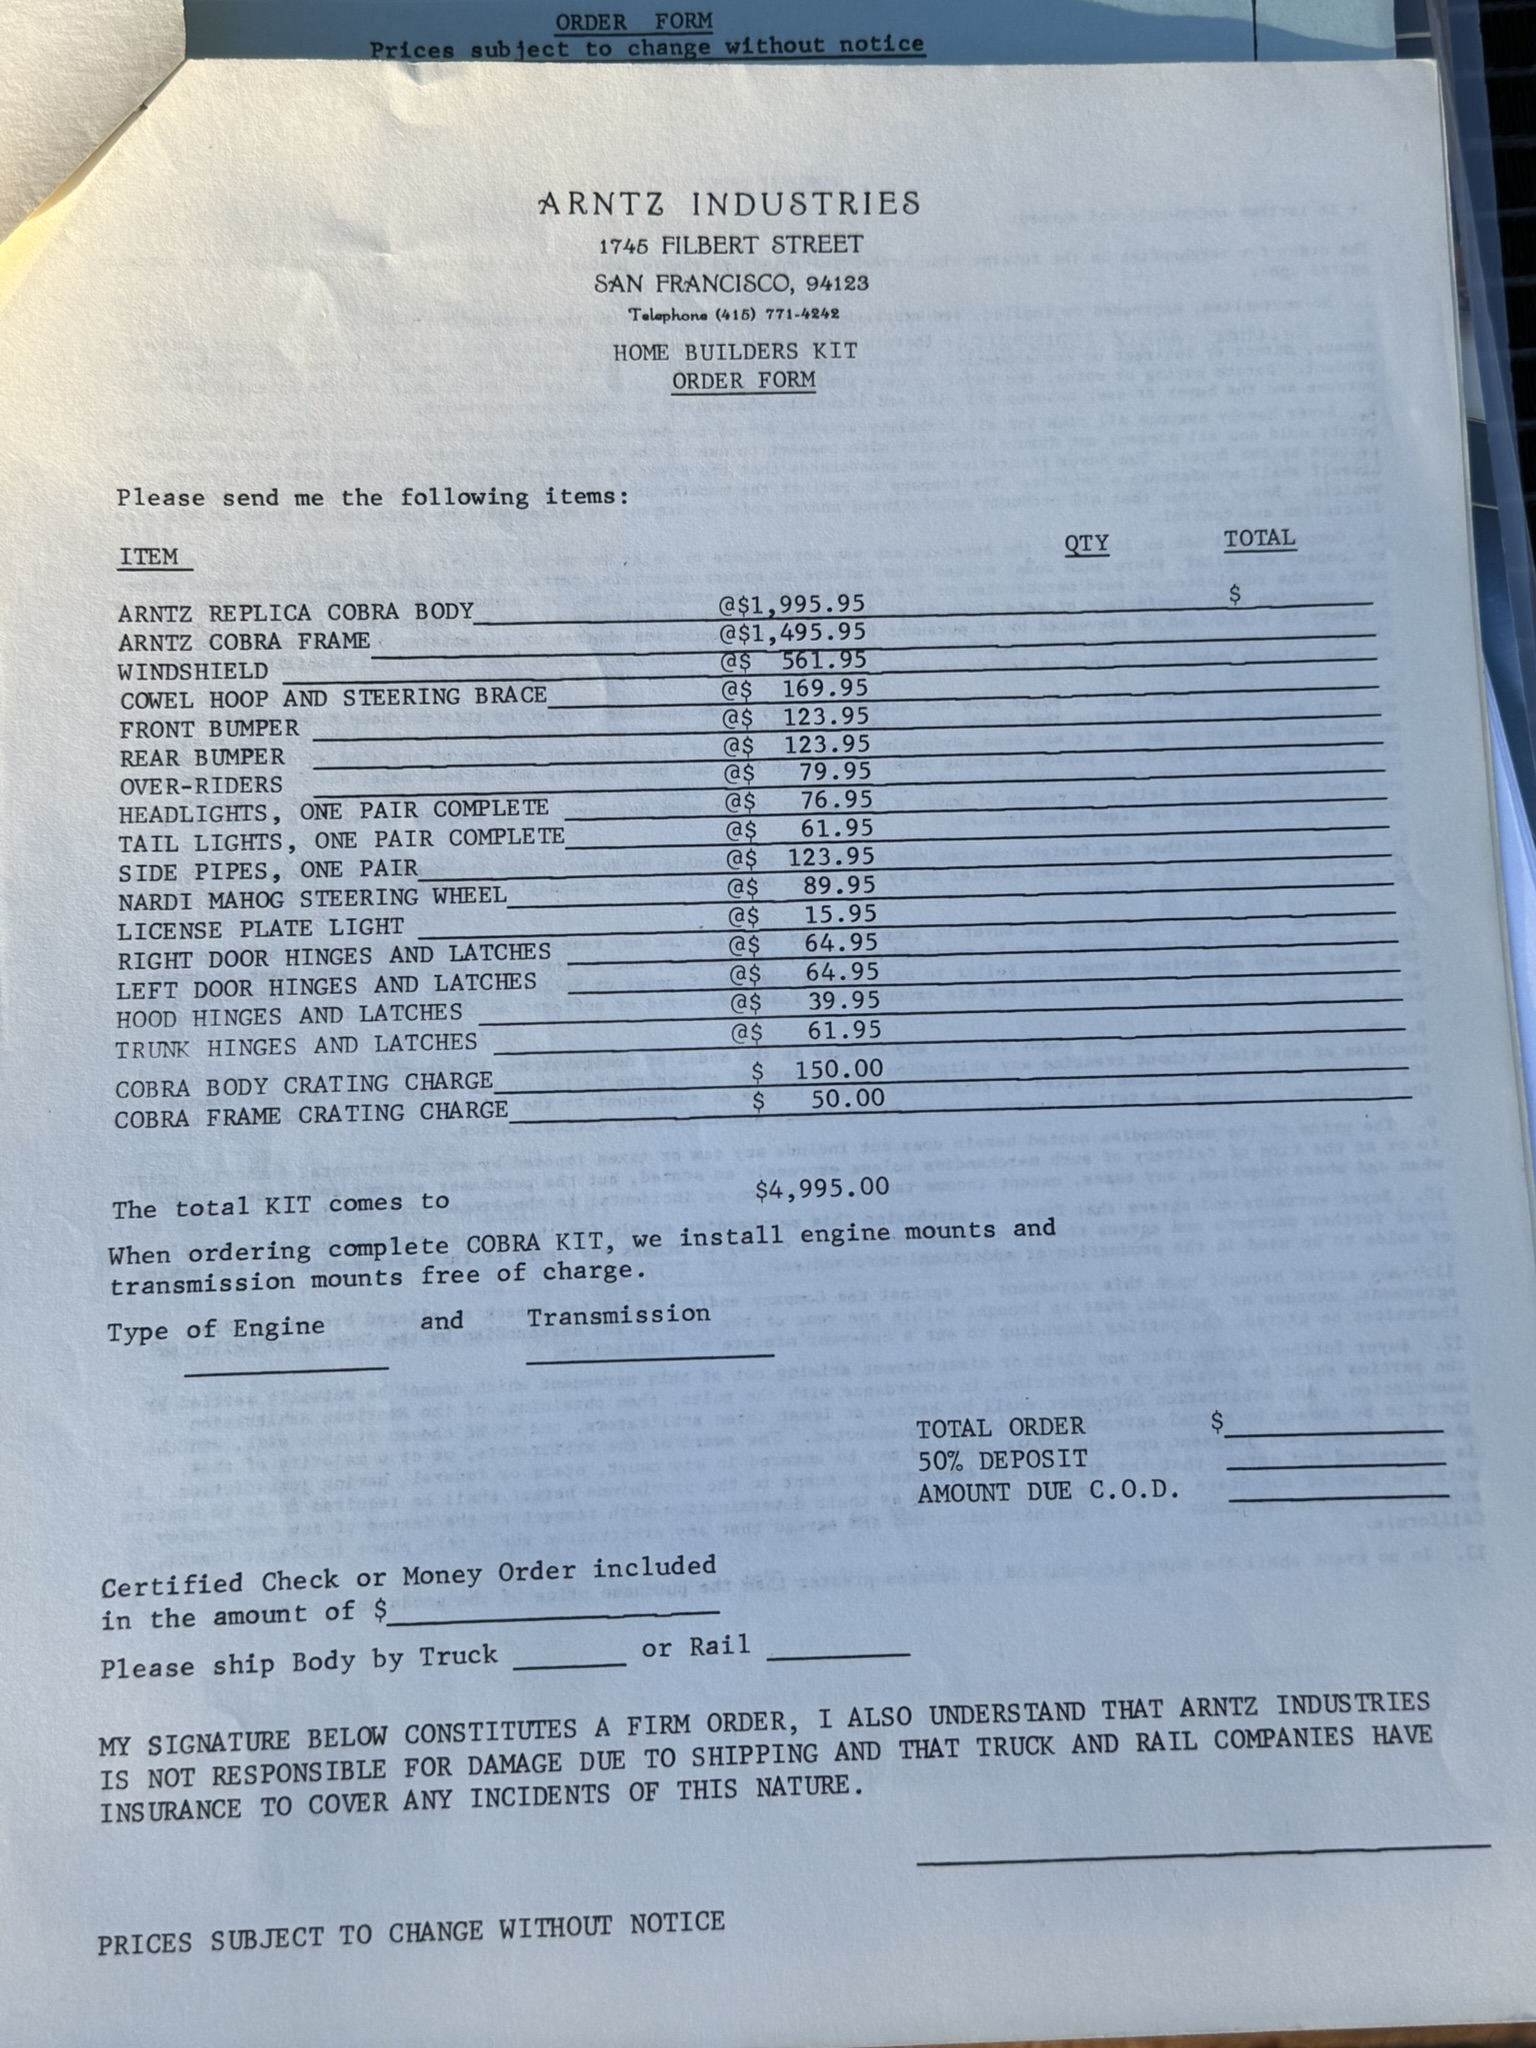 ORDER FORM
Prices subject to change without notice
ARNTZ INDUSTRIES
1745 FILBERT STREET
SAN FRANCISCO, 94123
Telephone (415) 771-4242
HOME BUILDERS KIT
ORDER FORM
Please send me the following items:
ITEM QTY TOTAL
ARNTZ REPLICA COBRA BODY @$1,995.95 $
ARNTZ COBRA FRAME @$1,495.95
WINDSHIELD @$ 561.95
COWEL HOOP AND STEERING BRACE @$ 169.95
FRONT BUMPER @$ 123.95
REAR BUMPER @$ 123.95
OVER-RIDERS @$ 79.95
HEADLIGHTS, ONE PAIR COMPLETE @$ 76.95
TAIL LIGHTS, ONE PAIR COMPLETE @$ 61.95
SIDE PIPES, ONE PAIR @$ 123.95
NARDI MAHOG STEERING WHEEL @$ 89.95
LICENSE PLATE LIGHT @$ 15.95
RIGHT DOOR HINGES AND LATCHES @$ 64.95
LEFT DOOR HINGES AND LATCHES @$ 64.95
HOOD HINGES AND LATCHES @$ 39.95
TRUNK HINGES AND LATCHES @$ 61.95
COBRA BODY CRATING CHARGE $ 150.00
COBRA FRAME CRATING CHARGE $ 50.00
The total KIT comes to $4,995.00
When ordering complete COBRA KIT, we install engine mounts and
transmission mounts free of charge.
Type of Engine and Transmission
TOTAL ORDER $
50% DEPOSIT
AMOUNT DUE C.O.D.
Certified Check or Money Order included
in the amount of $
Please ship Body by Truck or Rail
MY SIGNATURE BELOW CONSTITUTES A FIRM ORDER, I ALSO UNDERSTAND THAT ARNTZ INDUSTRIES
IS NOT RESPONSIBLE FOR DAMAGE DUE TO SHIPPING AND THAT TRUCK AND RAIL COMPANIES HAVE
INSURANCE TO COVER ANY INCIDENTS OF THIS NATURE.
PRICES SUBJECT TO CHANGE WITHOUT NOTICE